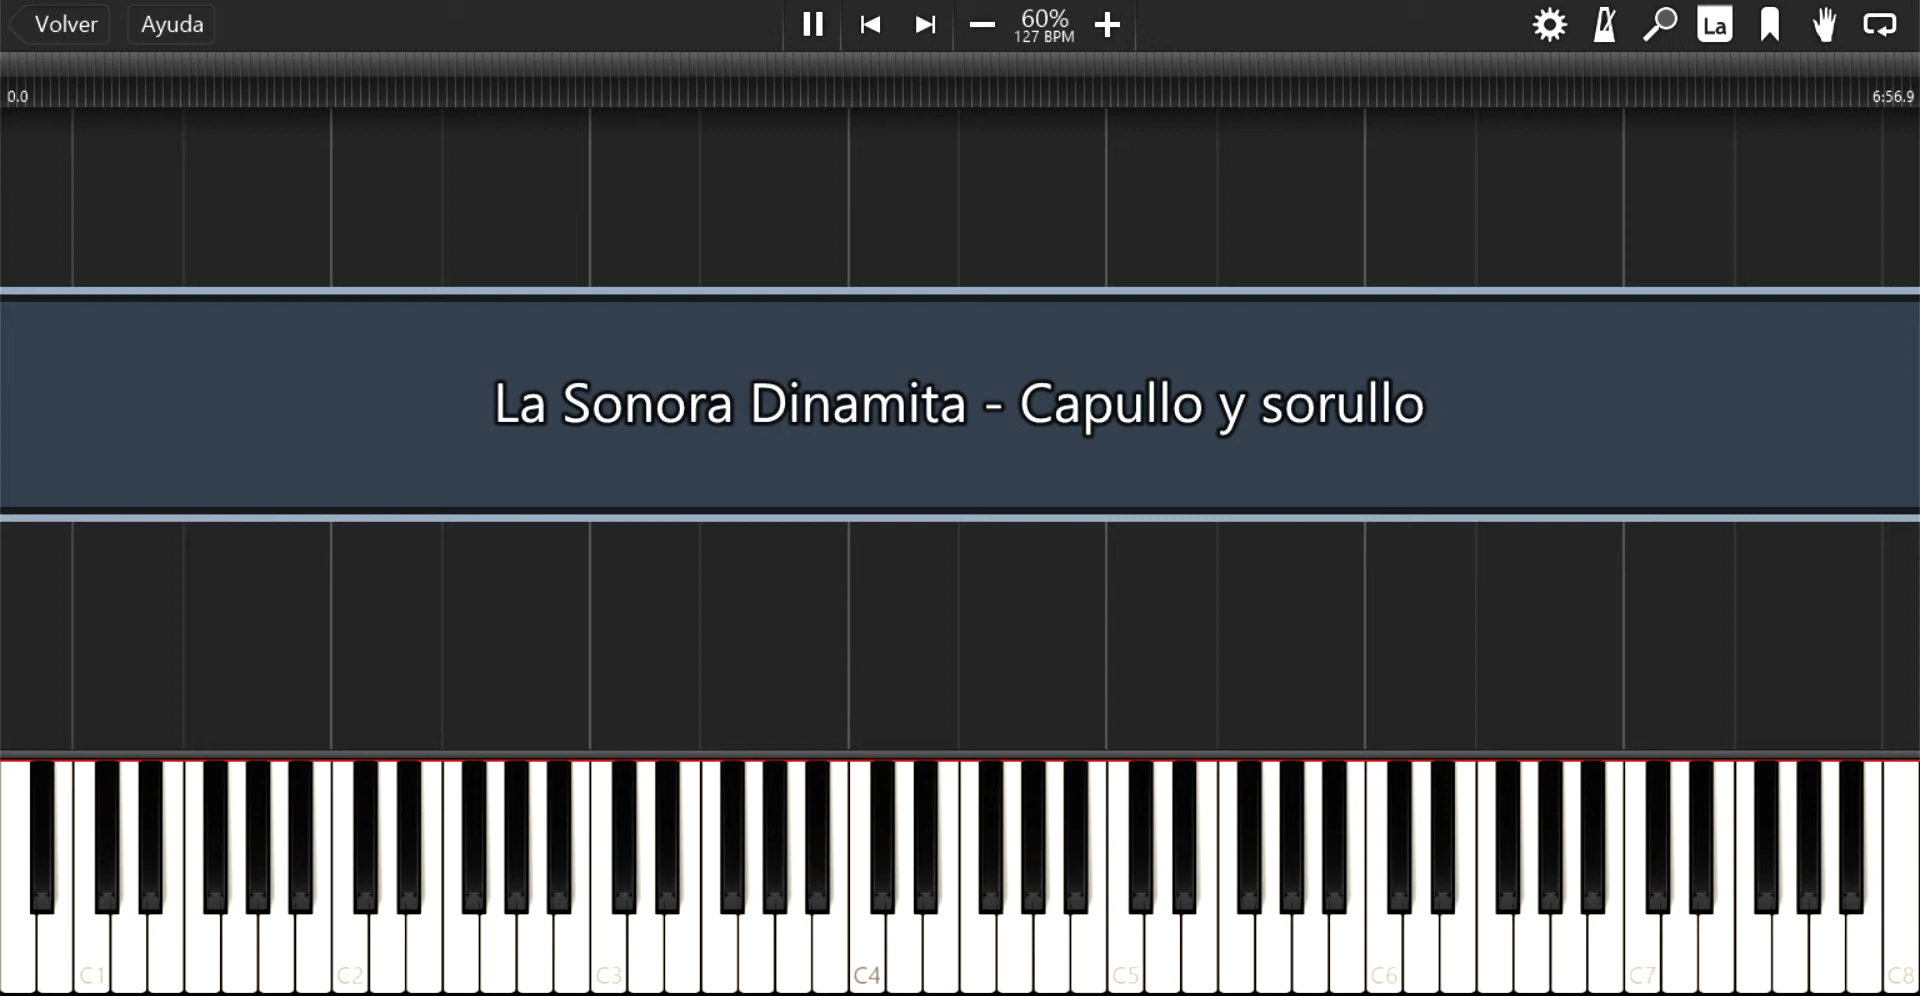 Volver
Ayuda
60%
127 BPM
La
0.0
6:56.9
La Sonora Dinamita - Capullo y sorullo
C1
C2
C3
C4
C5
C6
C7
C8